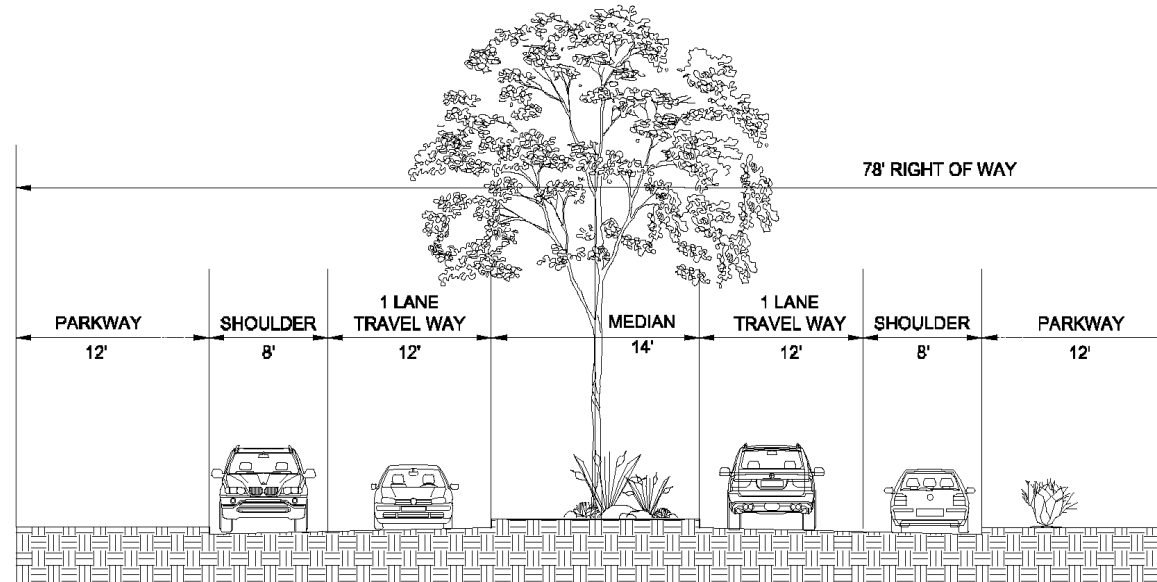 78' RIGHT OF WAY
1 LANE
TRAVEL WAY
1 LANE
TRAVEL WAY
PARKWAY
SHOULDER
MEDIAN
SHOULDER
PARKWAY
12'
8'
12'
14'
12'
8'
12'